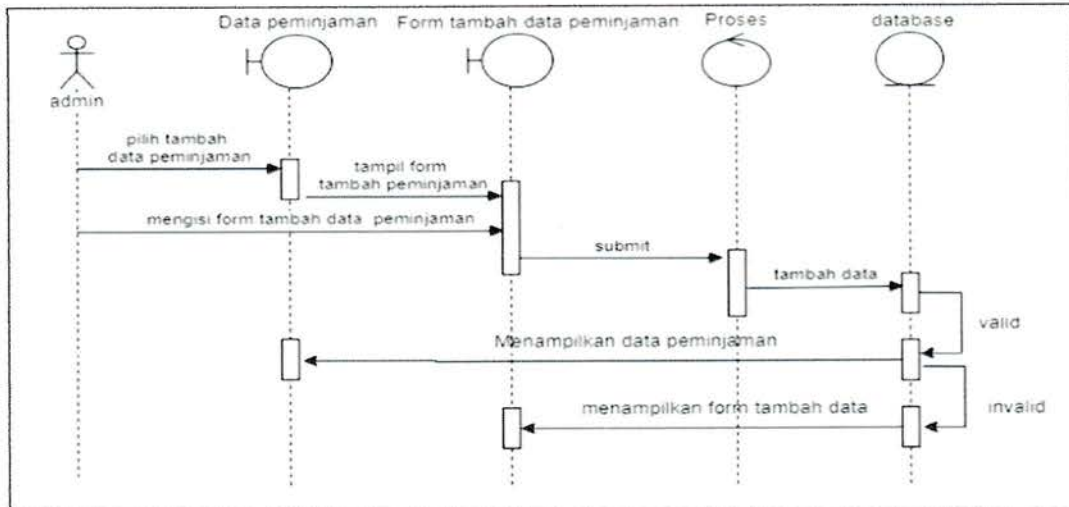 Data peminjaman
Form tambah data peminjaman
Proses
database
admin
pilih tambah
data peminjaman
tampil form
tambah peminjaman
mengisi form tambah data peminjaman
submit
tambah data
valid
Menampilkan data peminjaman
menampilkan form tambah data
invalid